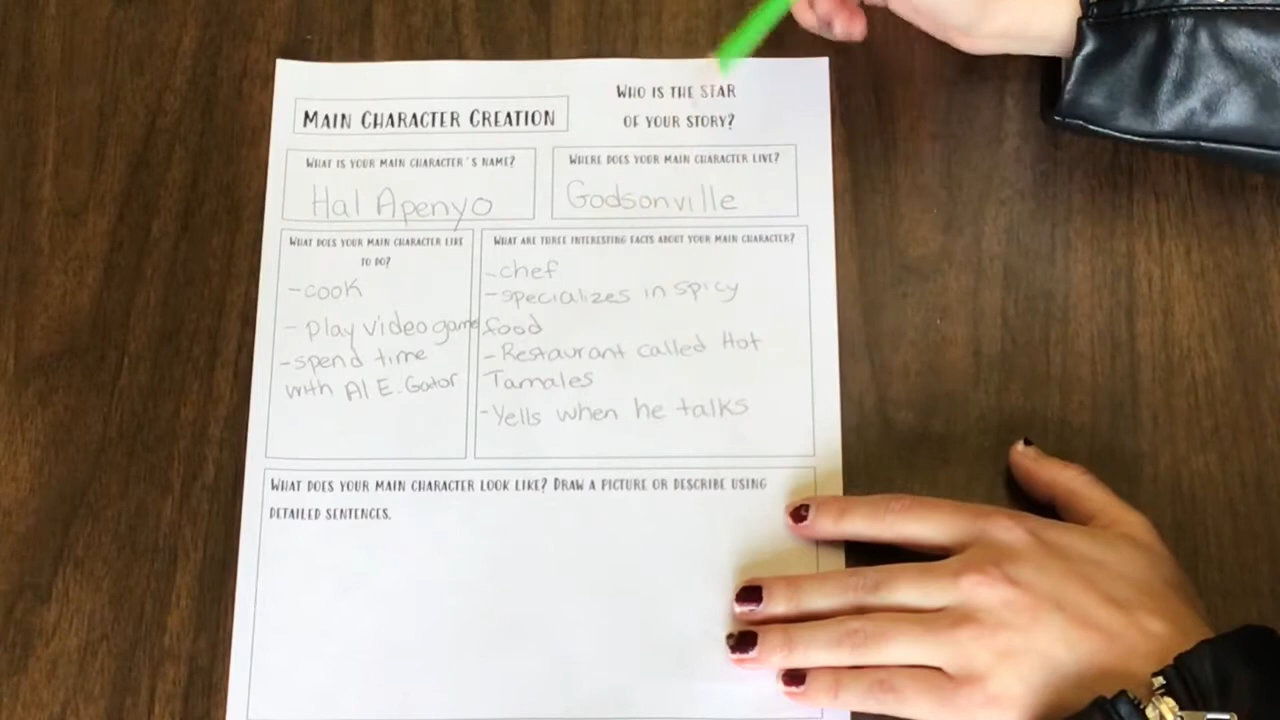 WHO IS THE STAR
OF YOUR STORY?
MAIN CHARACTER CREATION
WHAT IS YOUR MAIN CHARACTER'S NAME?
Hal Apenyo
WHERE DOES YOUR MAIN CHARACTER LIVE?
Godsonville
WHAT DOES YOUR MAIN CHARACTER LIKE
TO DO?
-cook
- play video game
-spend time
with Al E. Gator
WHAT ARE THREE INTERESTING FACTS ABOUT YOUR MAIN CHARACTER?
-chef
-specializes in spicy
food
-Restaurant called Hot
Tamales
-Yells when he talks
WHAT DOES YOUR MAIN CHARACTER LOOK LIKE? DRAW A PICTURE OR DESCRIBE USING
DETAILED SENTENCES.